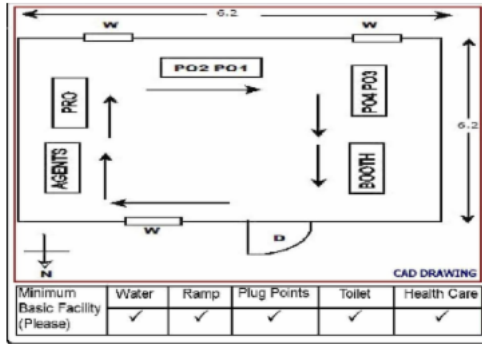 6.2
W W
PO2 PO1
PRO
PO4 PO3
6.2
AGENTS
BOOTH
W
D
N
CAD DRAWING
Minimum Basic Facility (Please) Water Ramp Plug Points Toilet Health Care
✓ ✓ ✓ ✓ ✓